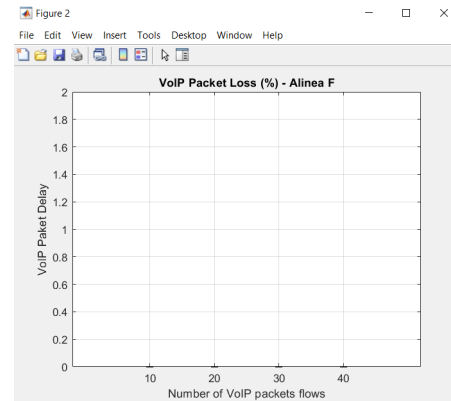 Figure 2
File Edit View Insert Tools Desktop Window Help
VoIP Packet Loss (%) - Alinea F
2
1.8
1.6
1.4
1.2
1
0.8
0.6
0.4
0.2
0
VoIP Paket Delay
10 20 30 40
Number of VoIP packets flows